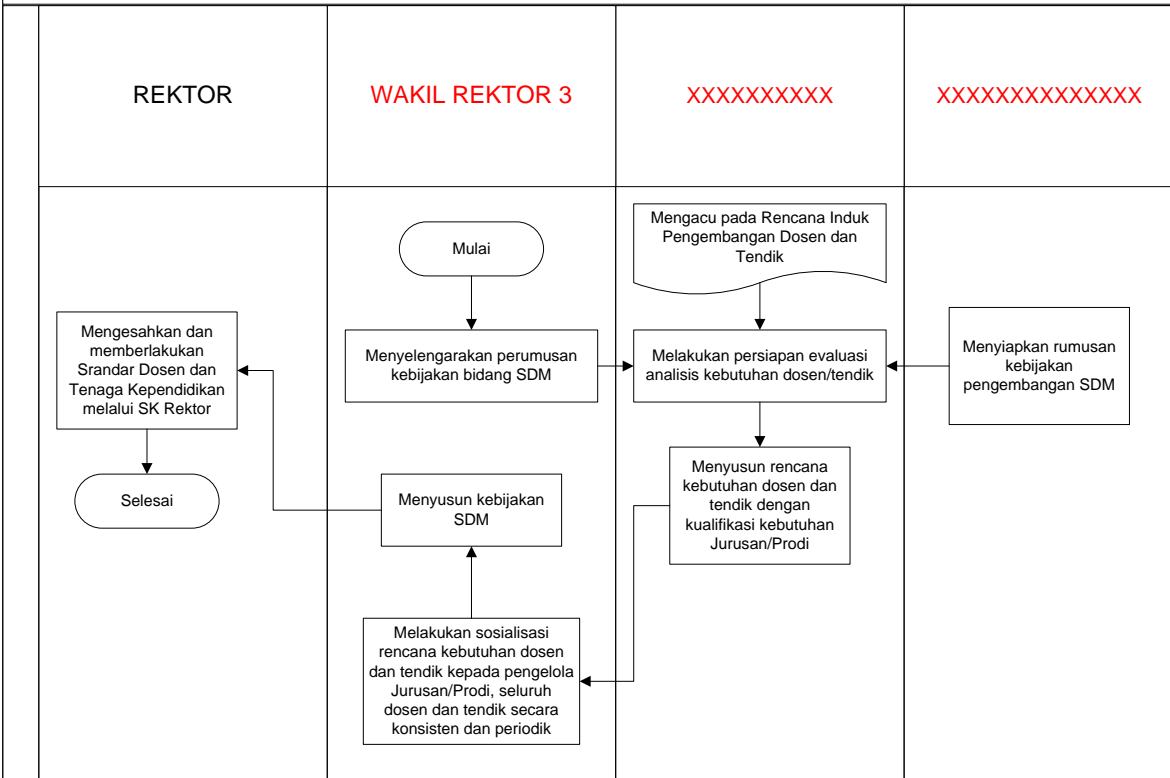 REKTOR
WAKIL REKTOR 3
XXXXXXXXXX
XXXXXXXXXXXXXX
Mulai
Mengacu pada Rencana Induk
Pengembangan Dosen dan
Tendik
Mengesahkan dan
memberlakukan
Srandar Dosen dan
Tenaga Kependidikan
melalui SK Rektor
Menyelengarakan perumusan
kebijakan bidang SDM
Melakukan persiapan evaluasi
analisis kebutuhan dosen/tendik
Menyiapkan rumusan
kebijakan
pengembangan SDM
Selesai
Menyusun kebijakan
SDM
Menyusun rencana
kebutuhan dosen dan
tendik dengan
kualifikasi kebutuhan
Jurusan/Prodi
Melakukan sosialisasi
rencana kebutuhan dosen
dan tendik kepada pengelola
Jurusan/Prodi, seluruh
dosen dan tendik secara
konsisten dan periodik